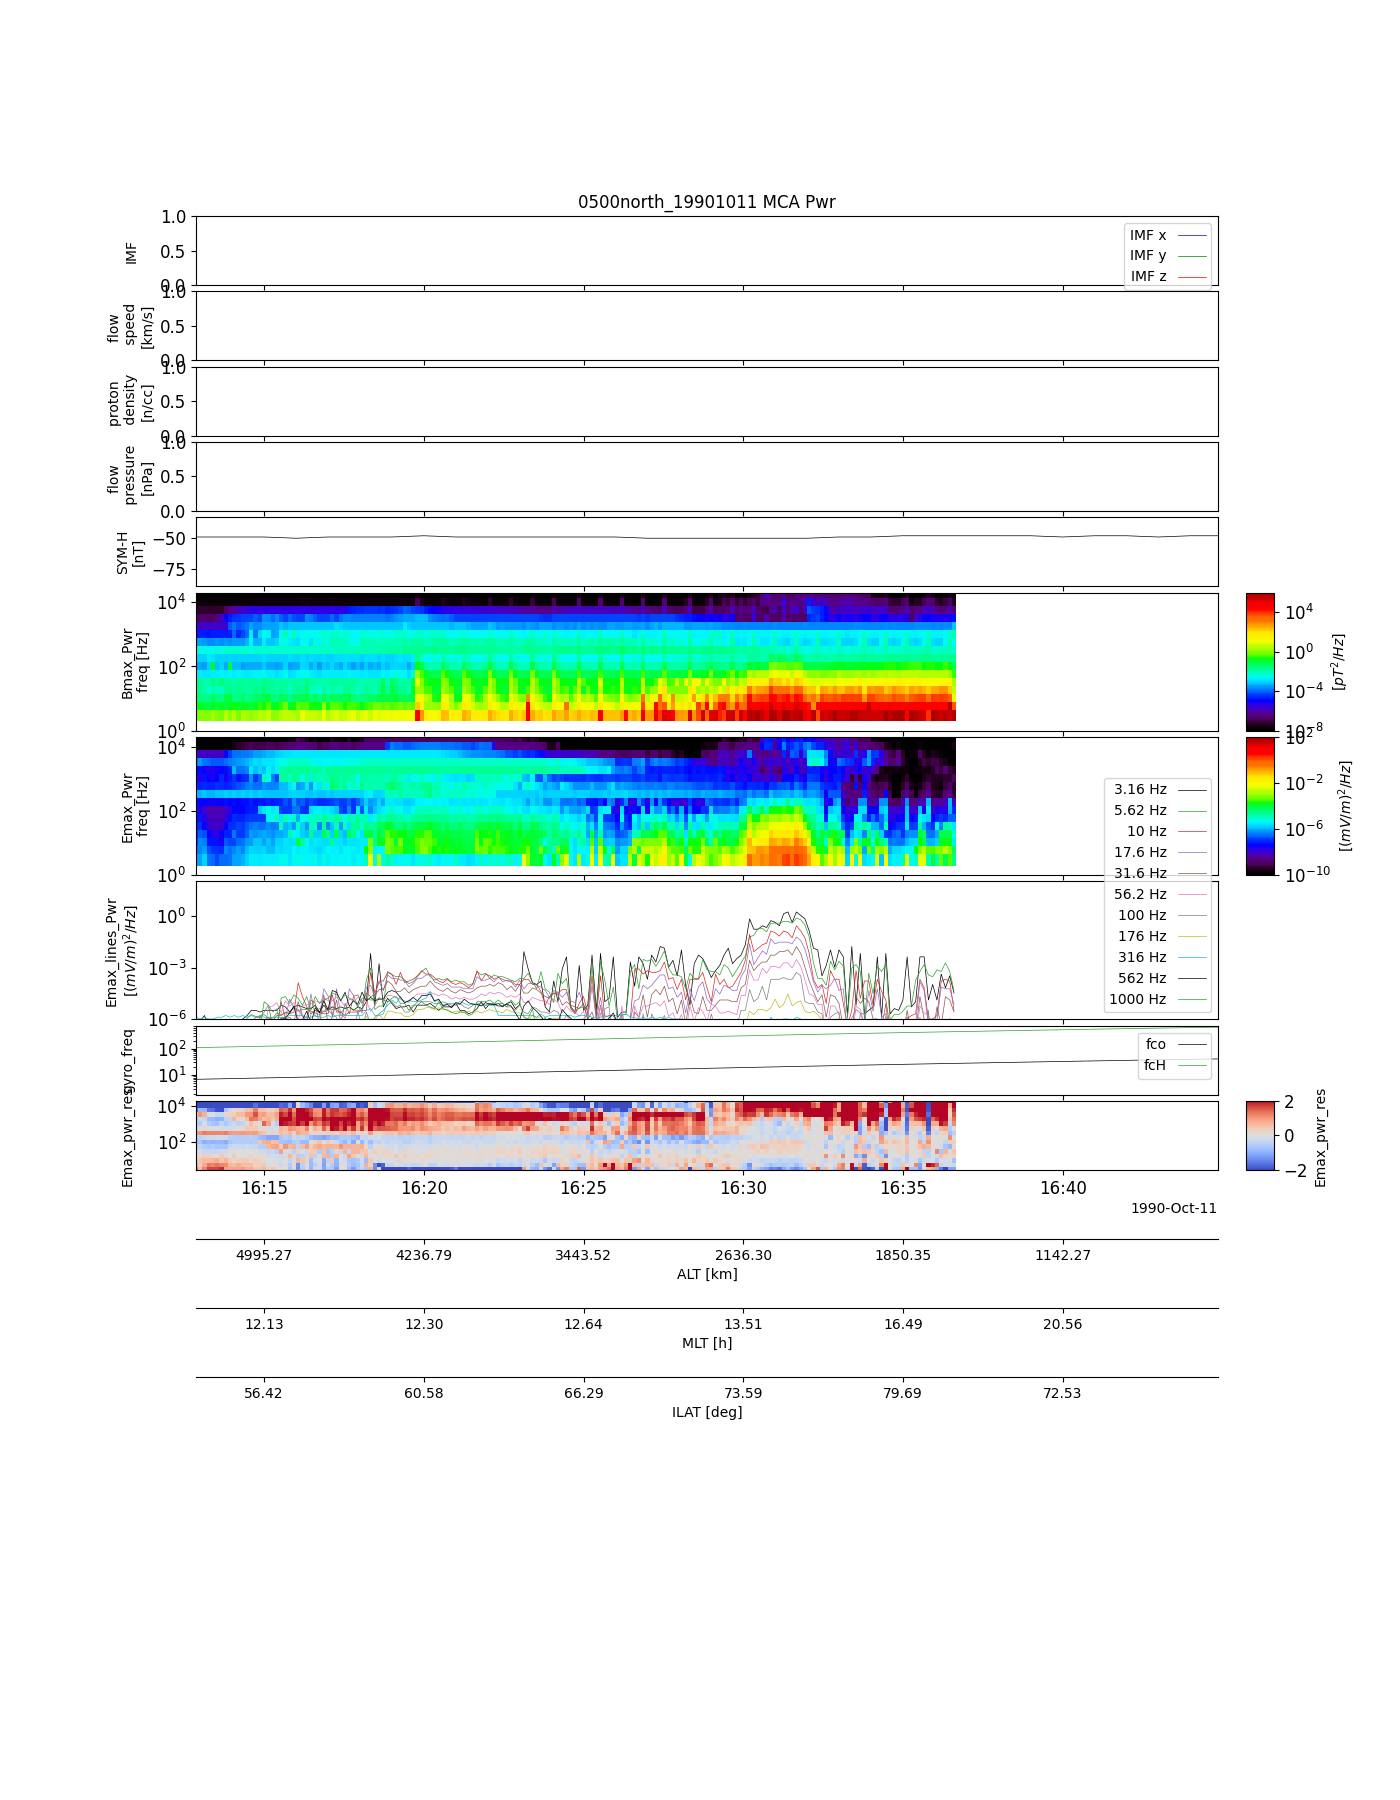 0500north_19901011 MCA Pwr
1.0
0.5
0.0
IMF
IMF x
IMF y
IMF z
1.0
0.5
0.0
flow
speed
[km/s]
1.0
0.5
0.0
proton
density
[n/cc]
1.0
0.5
0.0
flow
pressure
[nPa]
−50
−75
SYM-H
[nT]
10^4
10^2
10^0
Bmax_Pwr
freq [Hz]
10^4
10^0
10^−4
10^−8
[pT^2/Hz]
10^4
10^2
10^0
Emax_Pwr
freq [Hz]
10^2
10^−2
10^−6
10^−10
[(mV/m)^2/Hz]
3.16 Hz
5.62 Hz
10 Hz
17.6 Hz
31.6 Hz
56.2 Hz
100 Hz
176 Hz
316 Hz
562 Hz
1000 Hz
10^0
10^−3
10^−6
Emax_lines_Pwr
[(mV/m)^2/Hz]
10^2
10^1
gyro_freq
fco
fcH
10^4
10^2
Emax_pwr_res
2
0
−2
Emax_pwr_res
16:15 16:20 16:25 16:30 16:35 16:40
1990-Oct-11
4995.27 4236.79 3443.52 2636.30 1850.35 1142.27
ALT [km]
12.13 12.30 12.64 13.51 16.49 20.56
MLT [h]
56.42 60.58 66.29 73.59 79.69 72.53
ILAT [deg]